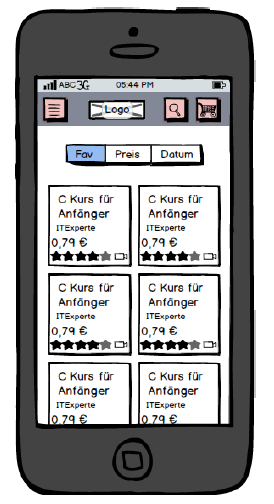 ABC 3G 05:44 PM
Logo
Fav Preis Datum
C Kurs für
Anfänger
ITExperte
0,79 €
C Kurs für
Anfänger
ITExperte
0,79 €
C Kurs für
Anfänger
ITExperte
0,79 €
C Kurs für
Anfänger
ITExperte
0,79 €
C Kurs für
Anfänger
ITExperte
0,79 €
C Kurs für
Anfänger
ITExperte
0,79 €